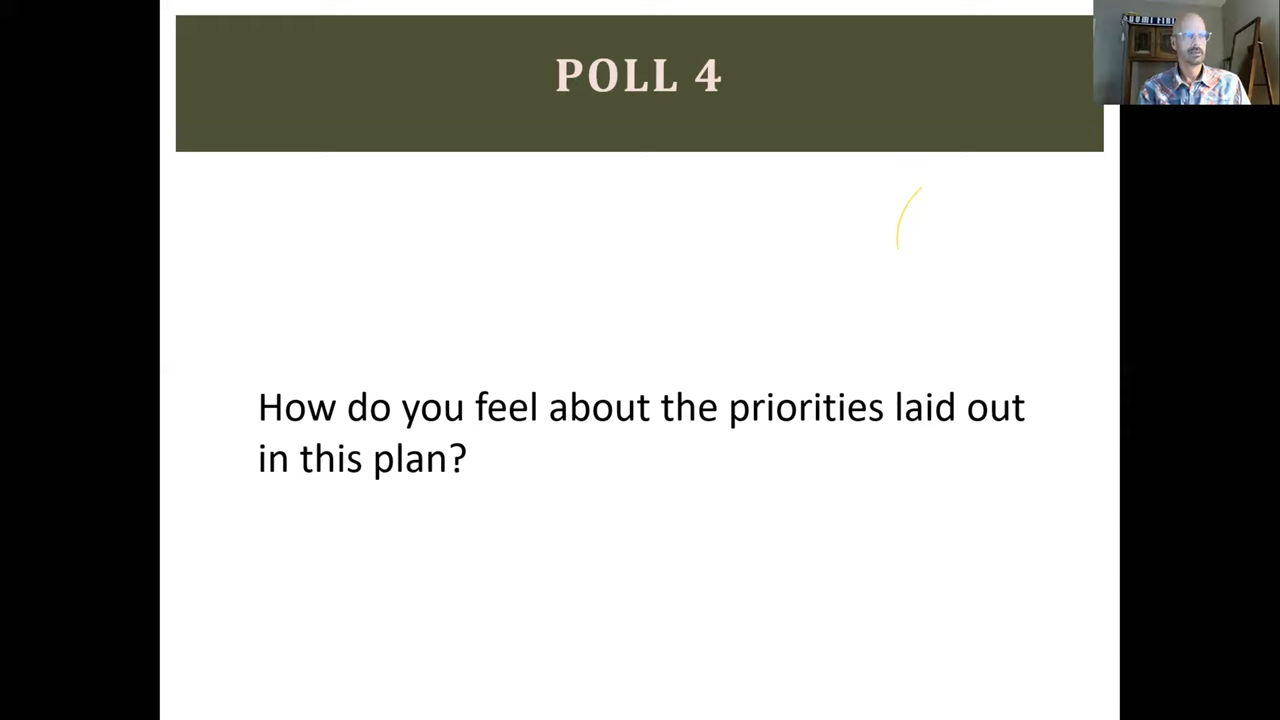 POLL 4
How do you feel about the priorities laid out
in this plan?